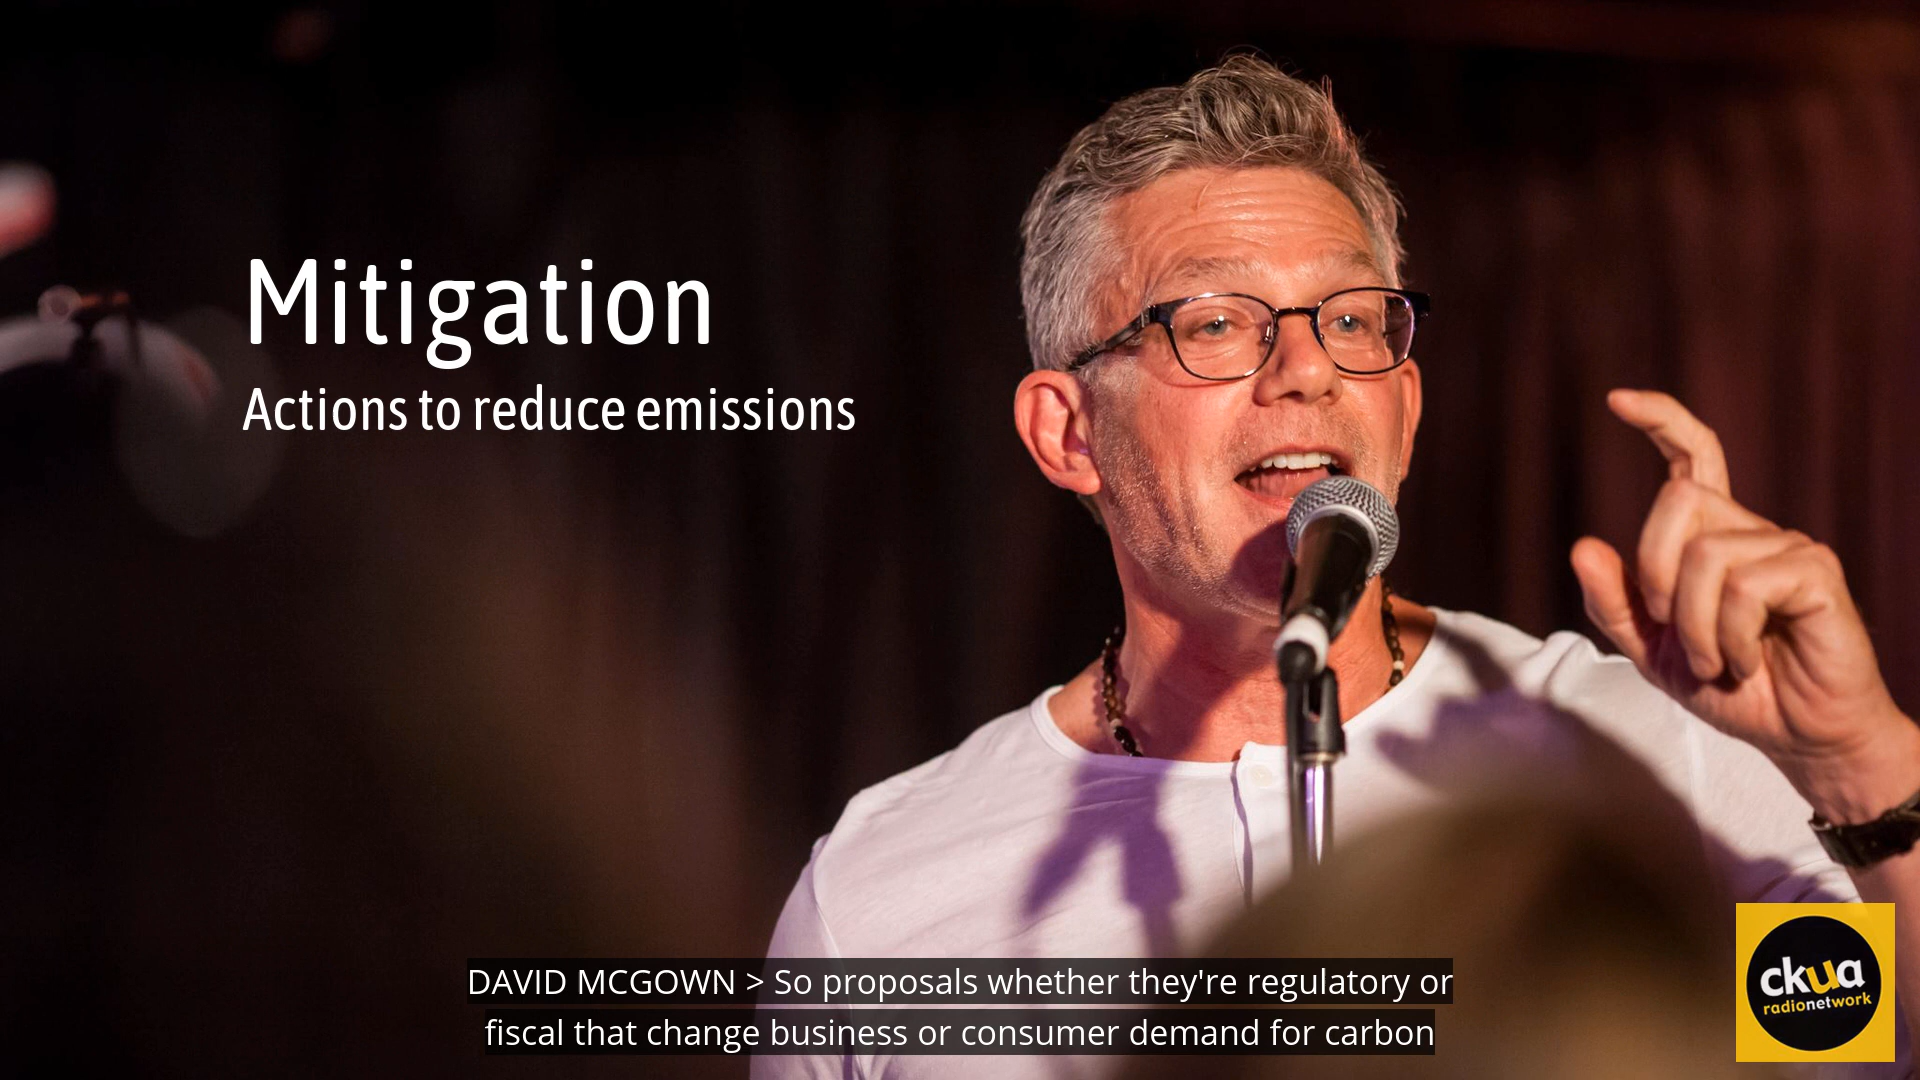 Mitigation
Actions to reduce emissions
DAVID MCGOWN > So proposals whether they're regulatory or
fiscal that change business or consumer demand for carbon
ckua
radionetwork